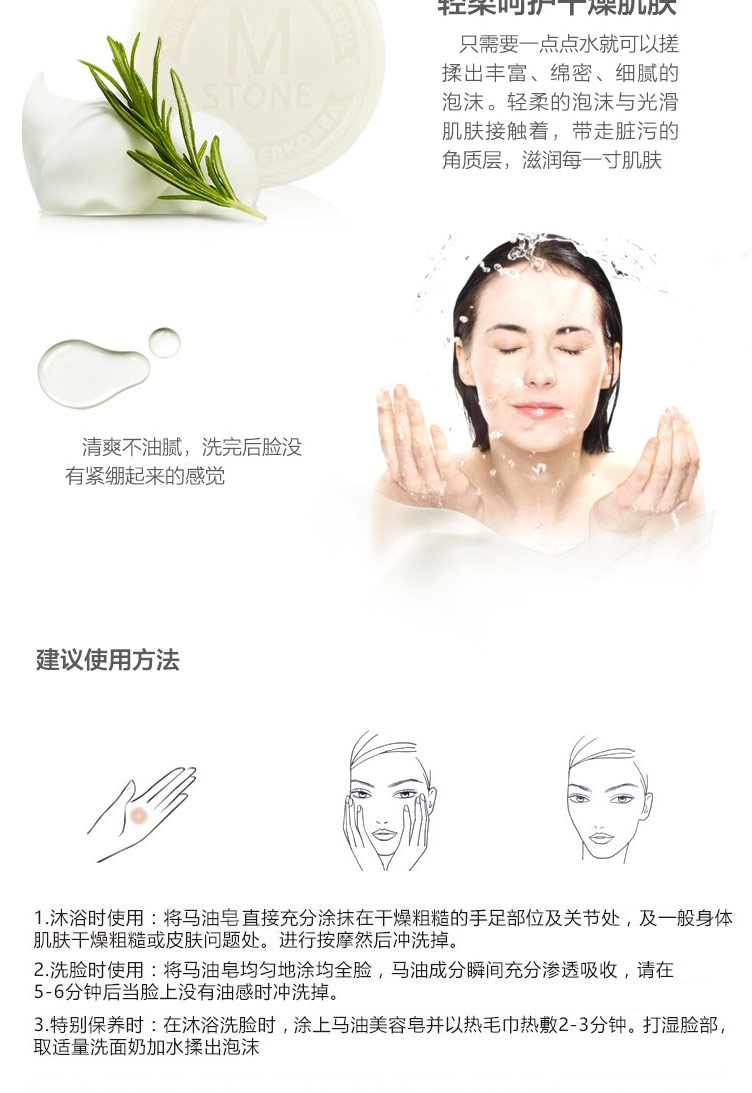 轻柔呵护干燥肌肤
只需要一点点水就可以搓
揉出丰富、绵密、细腻的
泡沫。轻柔的泡沫与光滑
肌肤接触着，带走脏污的
角质层，滋润每一寸肌肤
M
STONE
清爽不油腻，洗完后脸没
有紧绷起来的感觉
建议使用方法
1.沐浴时使用：将马油皂直接充分涂抹在干燥粗糙的手足部位及关节处，及一般身体
肌肤干燥粗糙或皮肤问题处。进行按摩然后冲洗掉。
2.洗脸时使用：将马油皂均匀地涂均全脸，马油成分瞬间充分渗透吸收，请在
5-6分钟后当脸上没有油感时冲洗掉。
3.特别保养时：在沐浴洗脸时，涂上马油美容皂并以热毛巾热敷2-3分钟。打湿脸部，
取适量洗面奶加水揉出泡沫